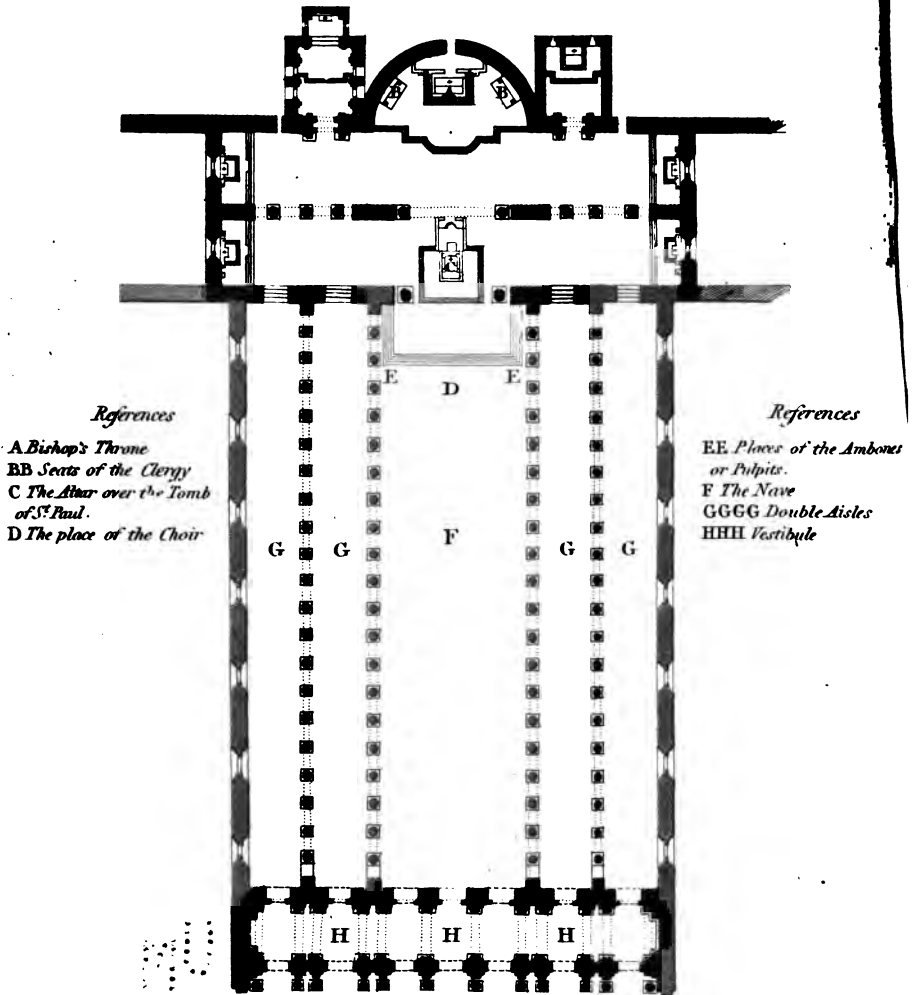 B
B
C
E
D
E
References
A Bishop's Throne
BB Seats of the Clergy
C The Altar over the Tomb
of St. Paul.
D The place of the Choir
References
EE Places of the Ambones
or Pulpits.
F The Nave
GGGG Double Aisles
HHH Vestibule
G
G
F
G
G
H
H
H